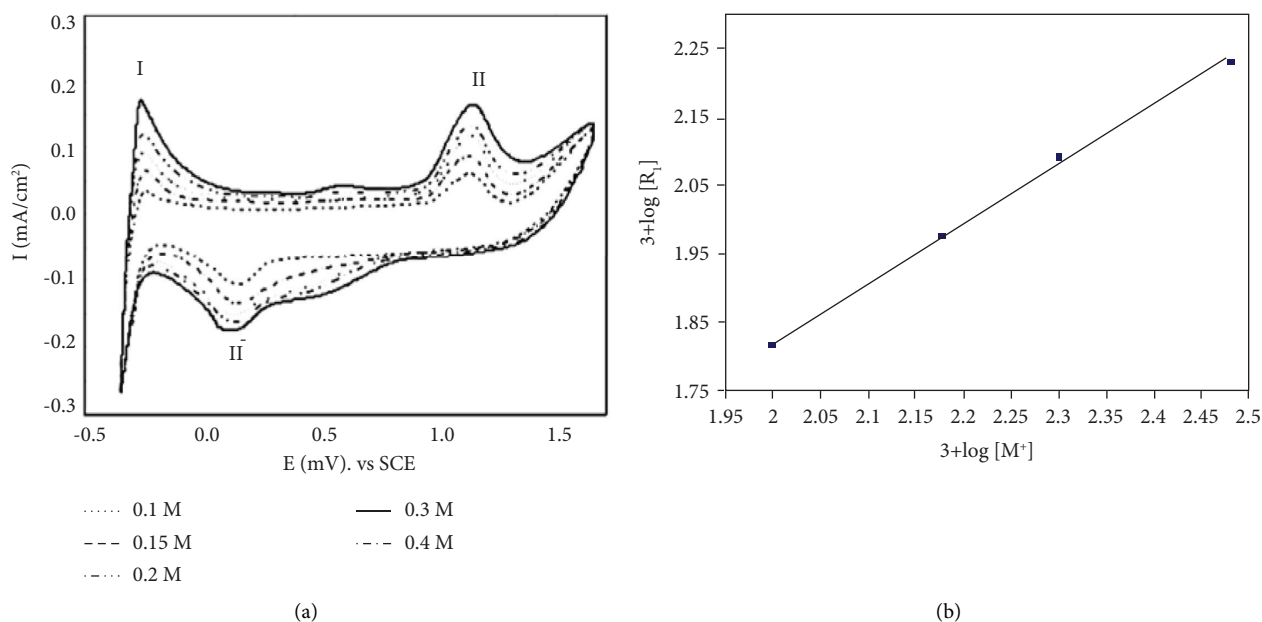 0.3
0.2
0.1
0.0
-0.1
-0.2
-0.3
I (mA/cm²)
I
II
II⁻
-0.5 0.0 0.5 1.0 1.5
E (mV). vs SCE
0.1 M
0.15 M
0.2 M
0.3 M
0.4 M
(a)
2.25
2.15
2.05
1.95
1.85
1.75
3+log [R₁]
1.95 2 2.05 2.1 2.15 2.2 2.25 2.3 2.35 2.4 2.45 2.5
3+log [M⁺]
(b)